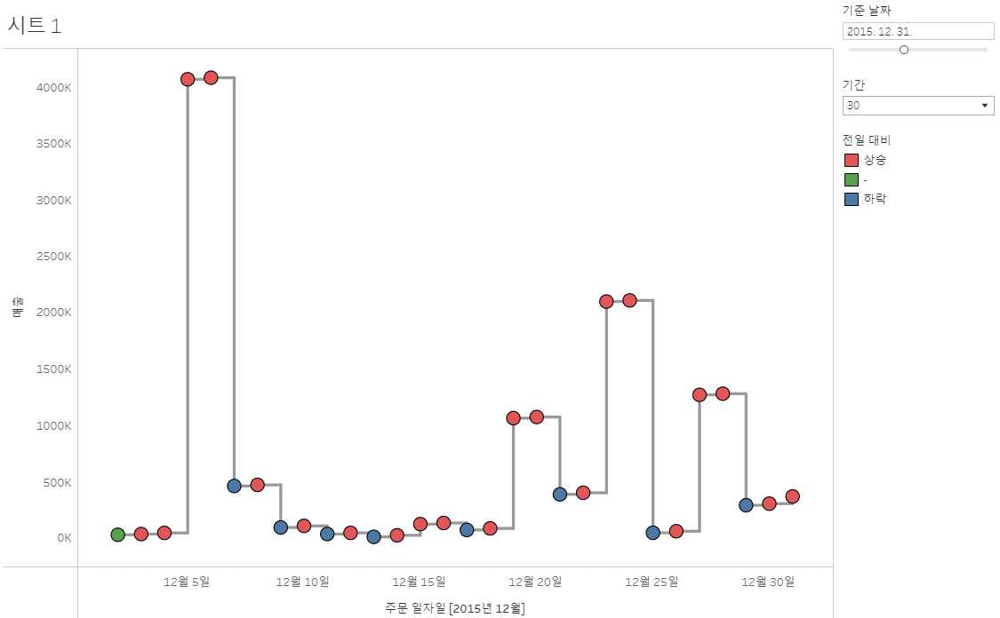 시트 1
기준 날짜
2015. 12. 31.
기간
30
전일 대비
상승
-
하락
매출
4000K
3500K
3000K
2500K
2000K
1500K
1000K
500K
0K
12월 5일
12월 10일
12월 15일
12월 20일
12월 25일
12월 30일
주문 일자일 [2015년 12월]